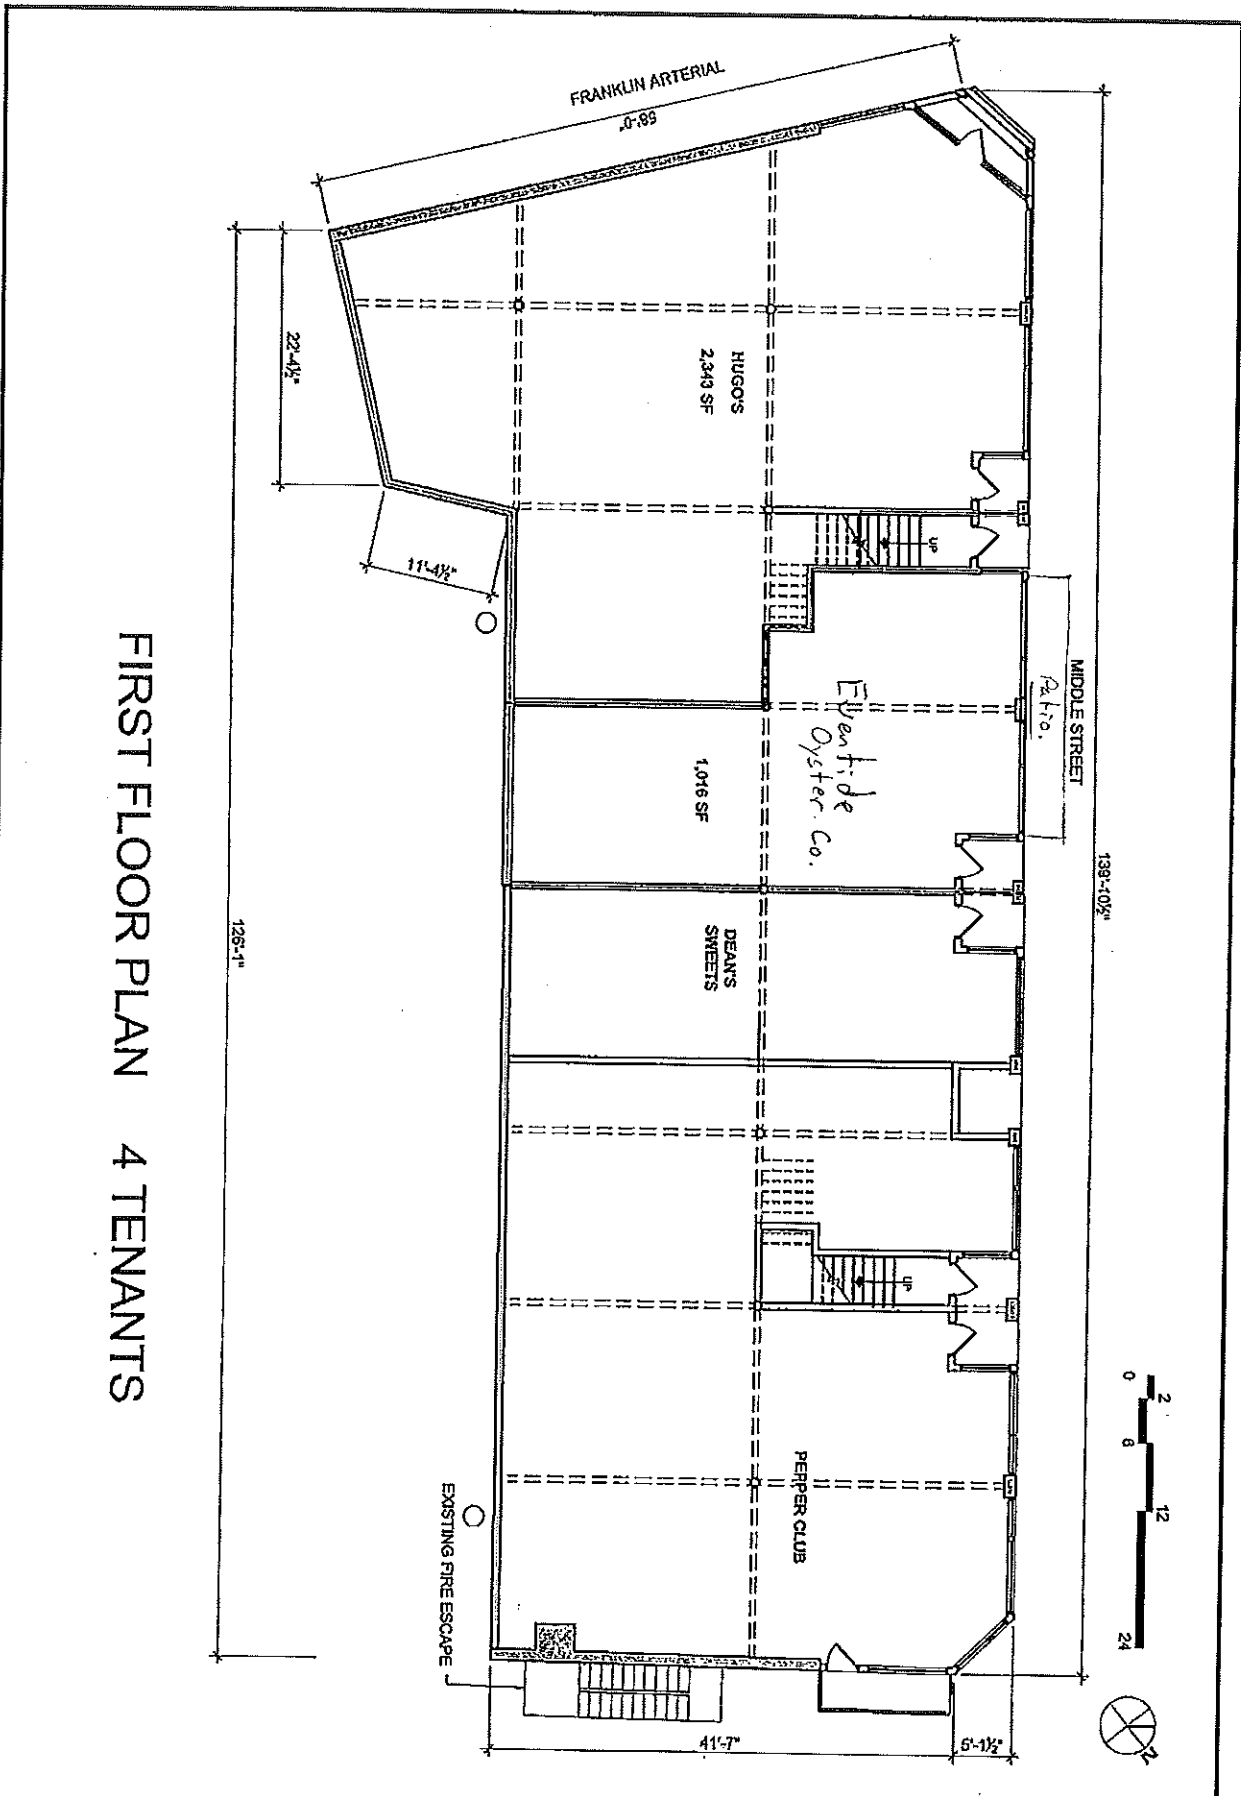 139'-10½"
MIDDLE STREET
Patio.
0 2 6 12 24
N
FRANKLIN ARTERIAL
58'-0"
UP
UP
HUGO'S
2,343 SF
Eventide
Oyster Co.
1,016 SF
DEAN'S
SWEETS
PEPPER CLUB
5'-1½"
41'-7"
11'-4½"
22'-4½"
EXISTING FIRE ESCAPE
126'-1"
FIRST FLOOR PLAN 4 TENANTS